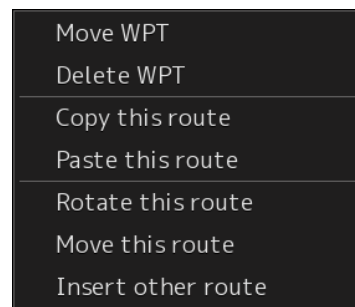 Move WPT
Delete WPT
Copy this route
Paste this route
Rotate this route
Move this route
Insert other route